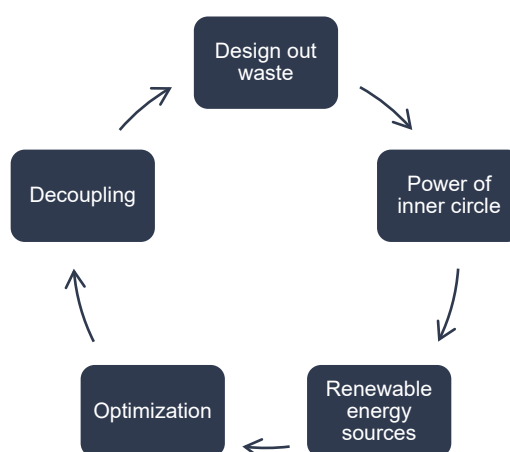 Design out
waste
Power of
inner circle
Renewable
energy
sources
Optimization
Decoupling